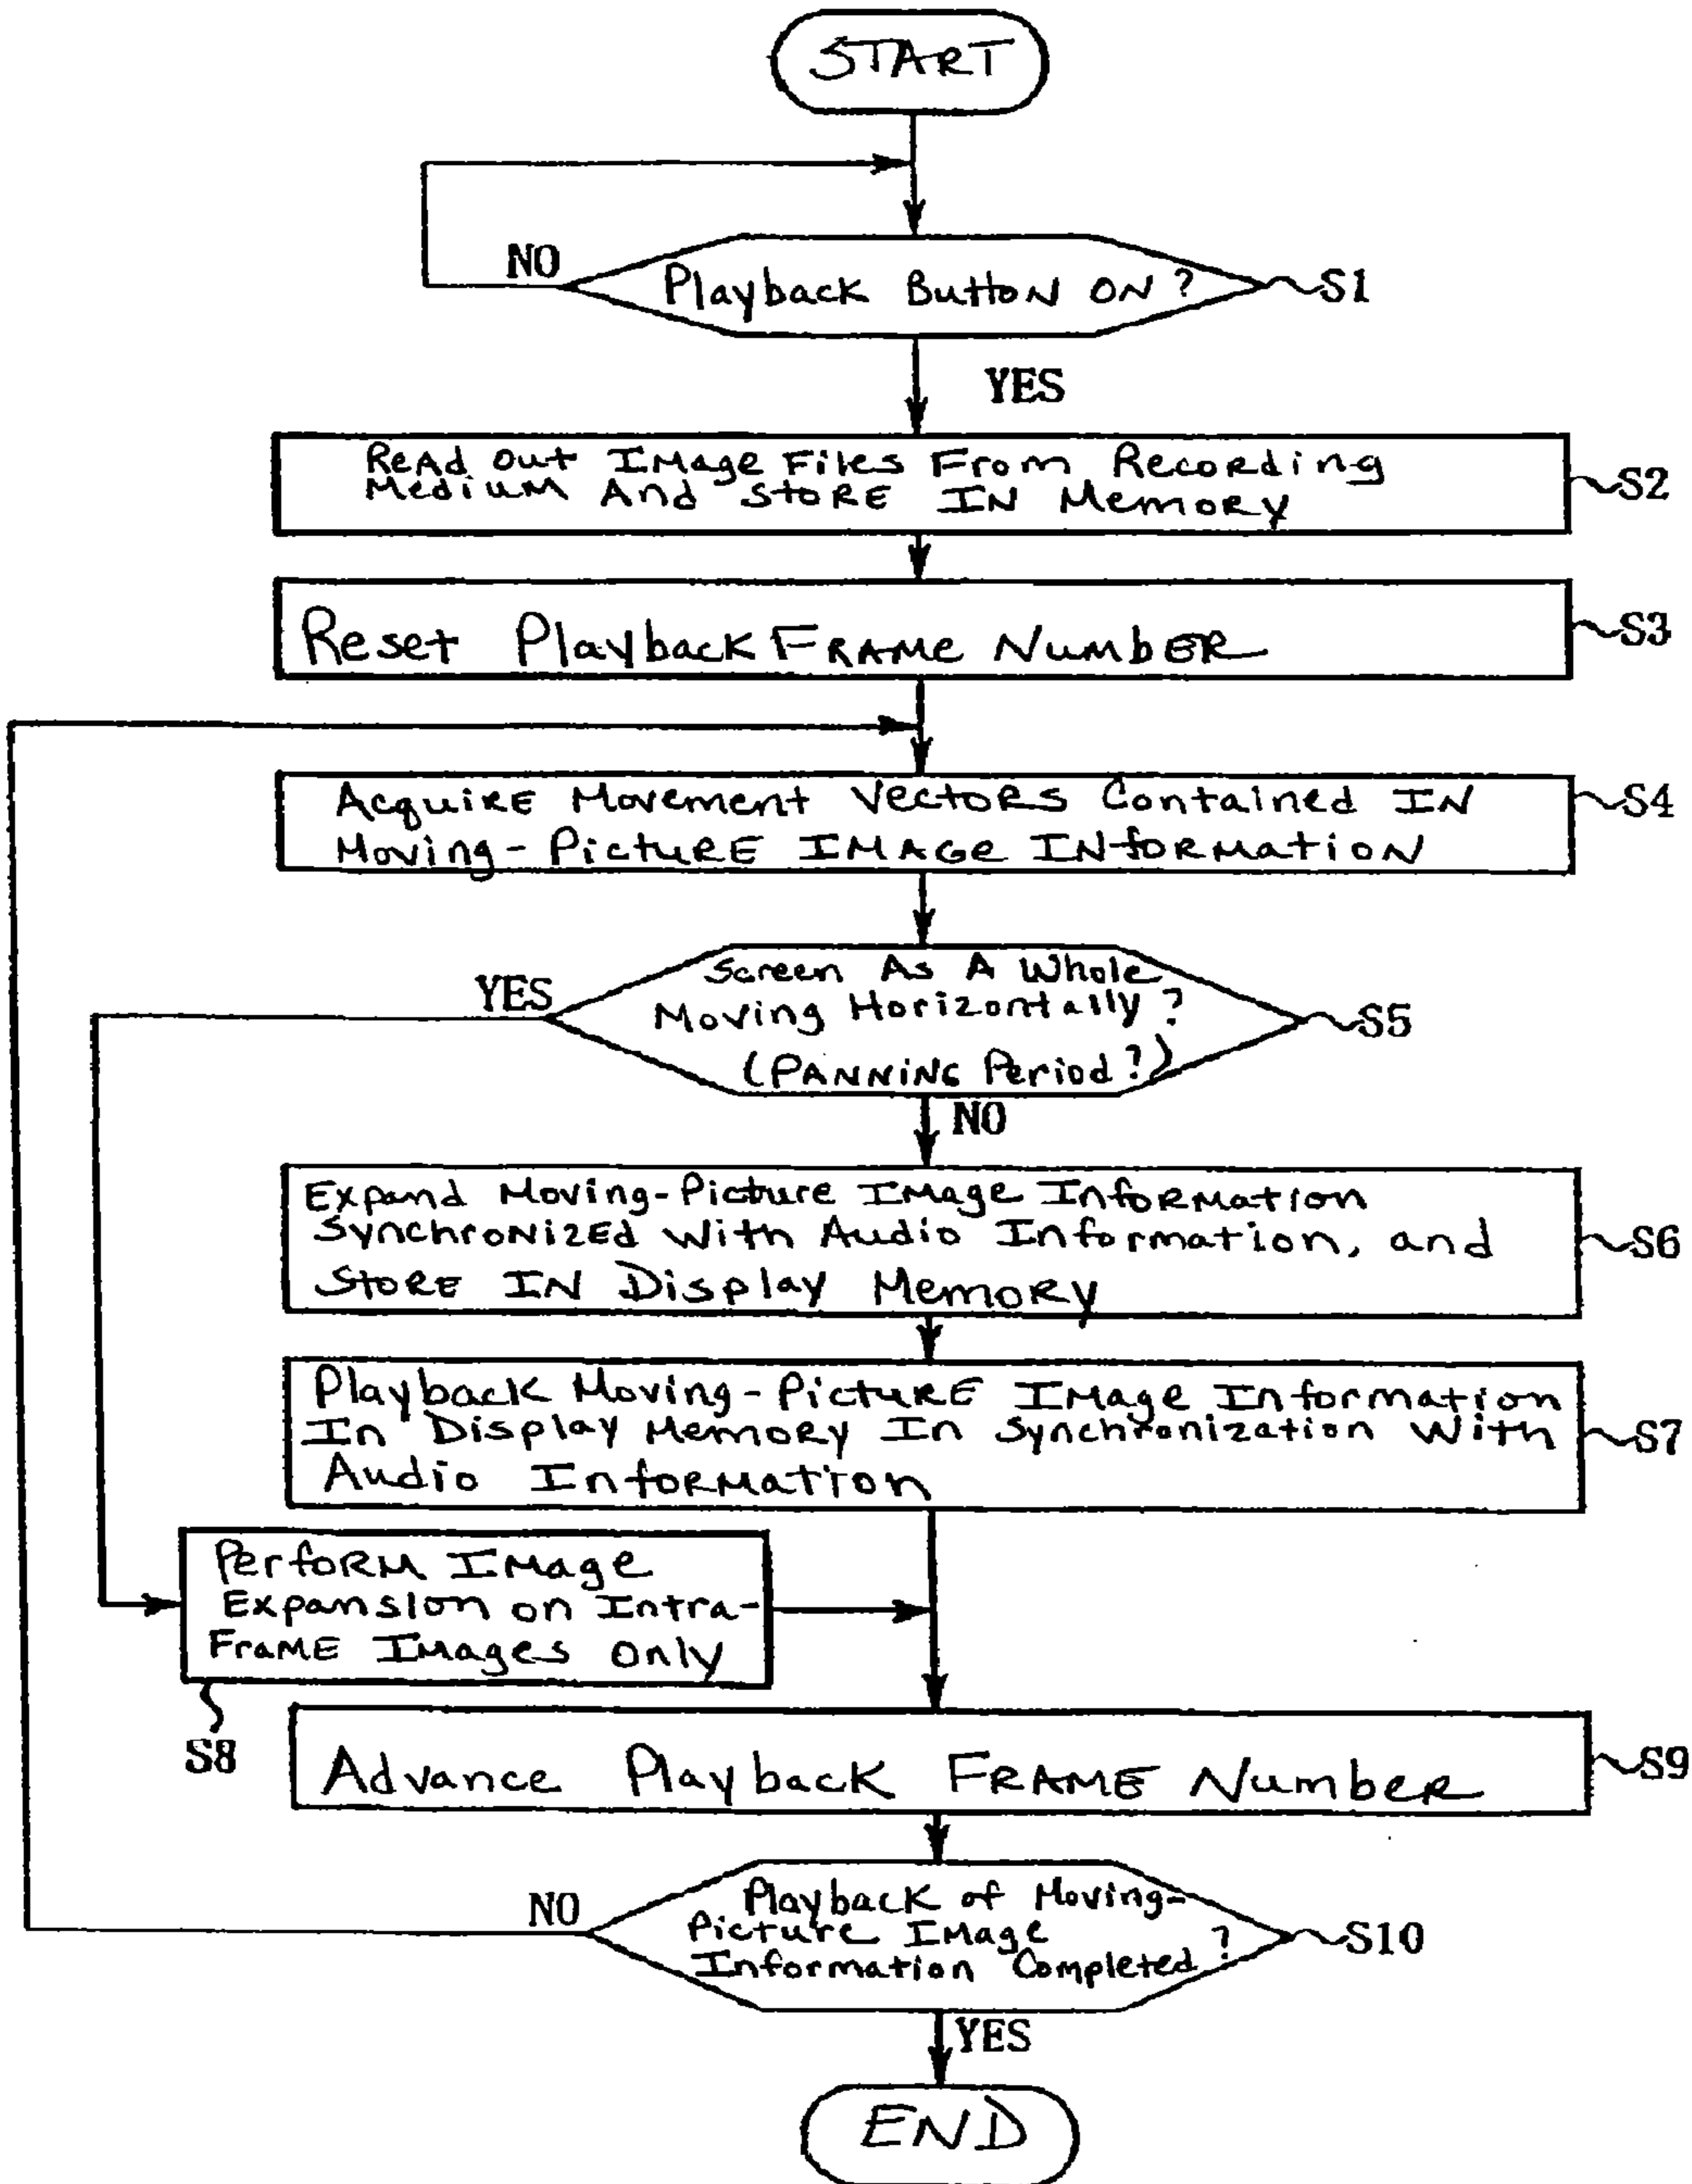 START
NO
Playback Button ON ?
S1
YES
Read Out Image Files From Recording
Medium And Store In Memory
S2
Reset Playback Frame Number
S3
Acquire Movement Vectors Contained In
Moving-Picture Image Information
S4
YES
Screen As A Whole
Moving Horizontally ?
(Panning Period ?)
S5
NO
Expand Moving-Picture Image Information
Synchronized With Audio Information, and
Store In Display Memory
S6
Playback Moving-Picture Image Information
In Display Memory In Synchronization With
Audio Information
S7
Perform Image
Expansion on Intra-
Frame Images Only
S8
Advance Playback Frame Number
S9
NO
Playback of Moving-
Picture Image
Information Completed ?
S10
YES
END